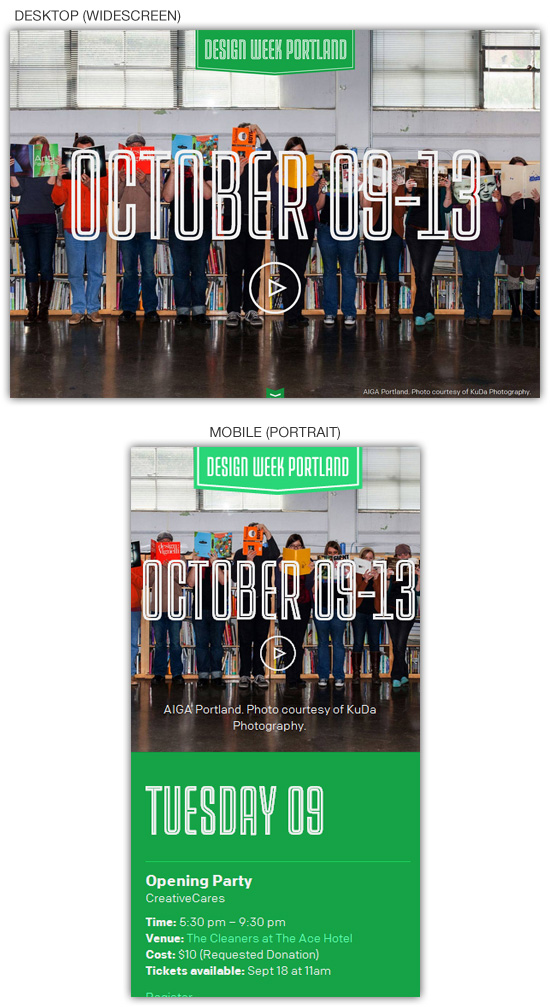 DESKTOP (WIDESCREEN)
DESIGN WEEK PORTLAND
OCTOBER 09-13
AIGA Portland. Photo courtesy of KuDa Photography.
MOBILE (PORTRAIT)
DESIGN WEEK PORTLAND
design
Vignelli
OCTOBER 09-13
AIGA Portland. Photo courtesy of KuDa
Photography.
TUESDAY 09
Opening Party
CreativeCares
Time: 5:30 pm – 9:30 pm
Venue: The Cleaners at The Ace Hotel
Cost: $10 (Requested Donation)
Tickets available: Sept 18 at 11am
Register